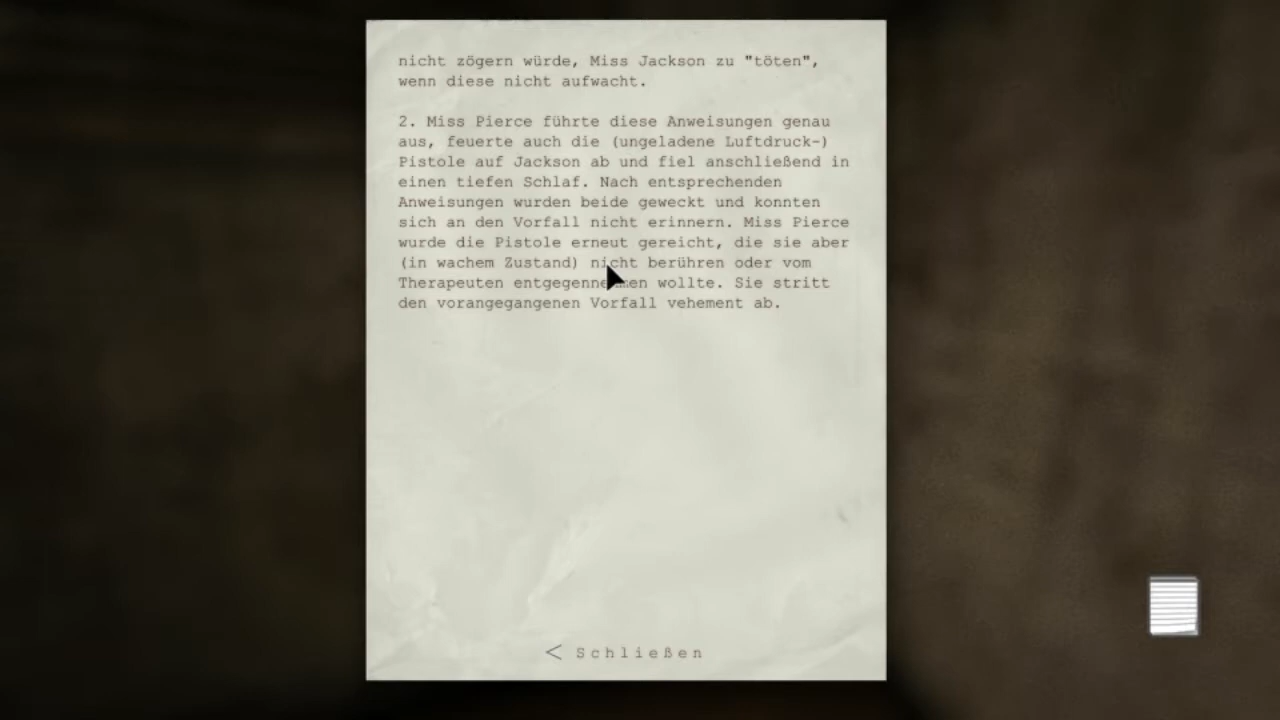 nicht zögern würde, Miss Jackson zu "töten",
wenn diese nicht aufwacht.
2. Miss Pierce führte diese Anweisungen genau
aus, feuerte auch die (ungeladene Luftdruck-)
Pistole auf Jackson ab und fiel anschließend in
einen tiefen Schlaf. Nach entsprechenden
Anweisungen wurden beide geweckt und konnten
sich an den Vorfall nicht erinnern. Miss Pierce
wurde die Pistole erneut gereicht, die sie aber
(in wachem Zustand) nicht berühren oder vom
Therapeuten entgegennehmen wollte. Sie stritt
den vorangegangenen Vorfall vehement ab.
< Schließen